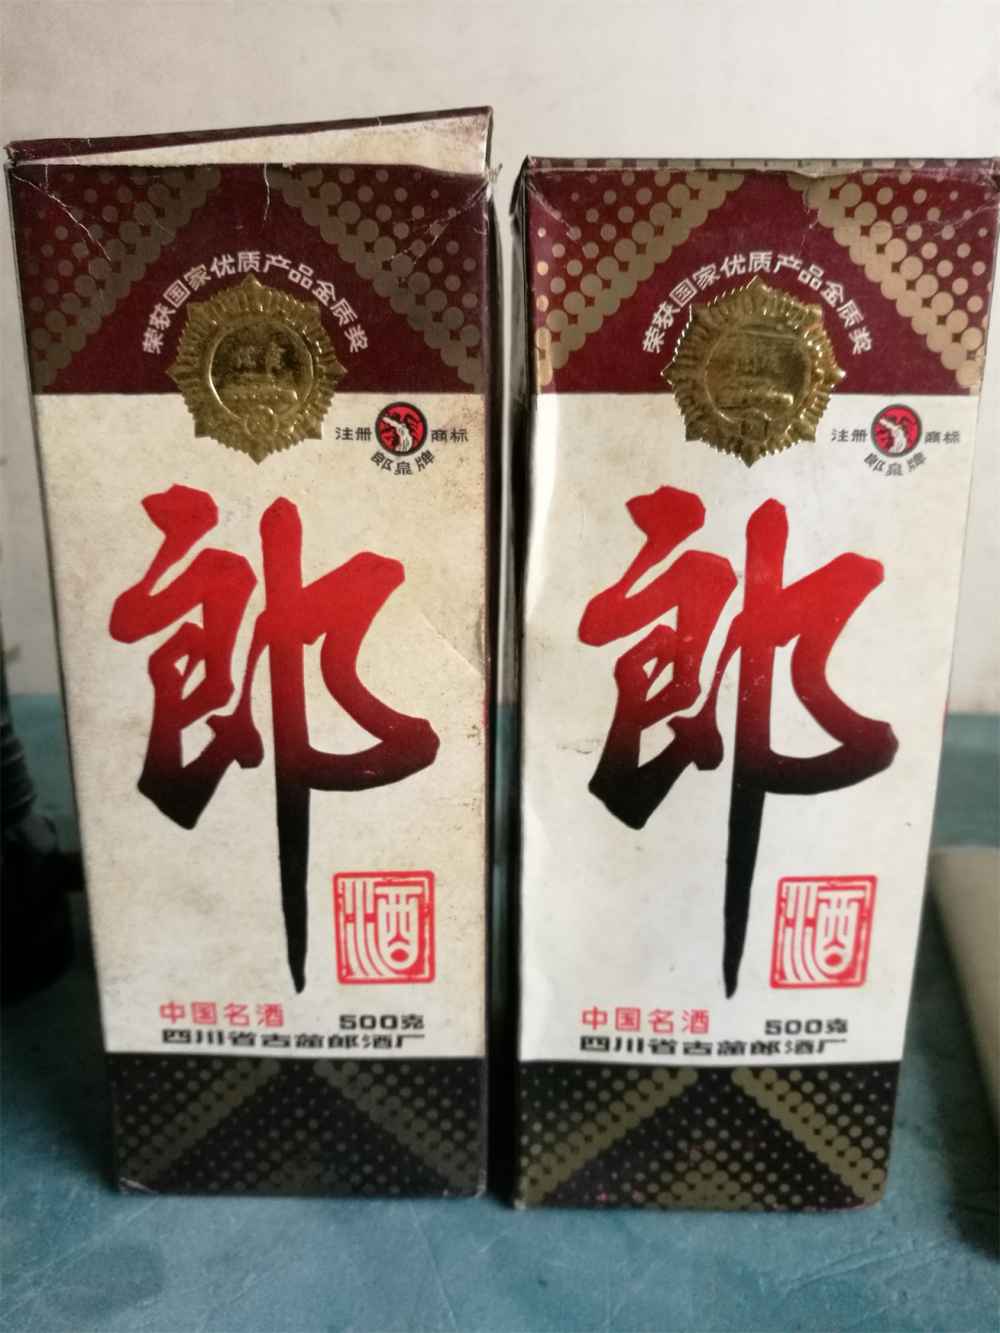 荣获国家优质产品金质奖
注册 商标
郎泉牌
郎
酒
中国名酒 500克
四川省古蔺郎酒厂
荣获国家优质产品金质奖
注册 商标
郎泉牌
郎
酒
中国名酒 500克
四川省古蔺郎酒厂